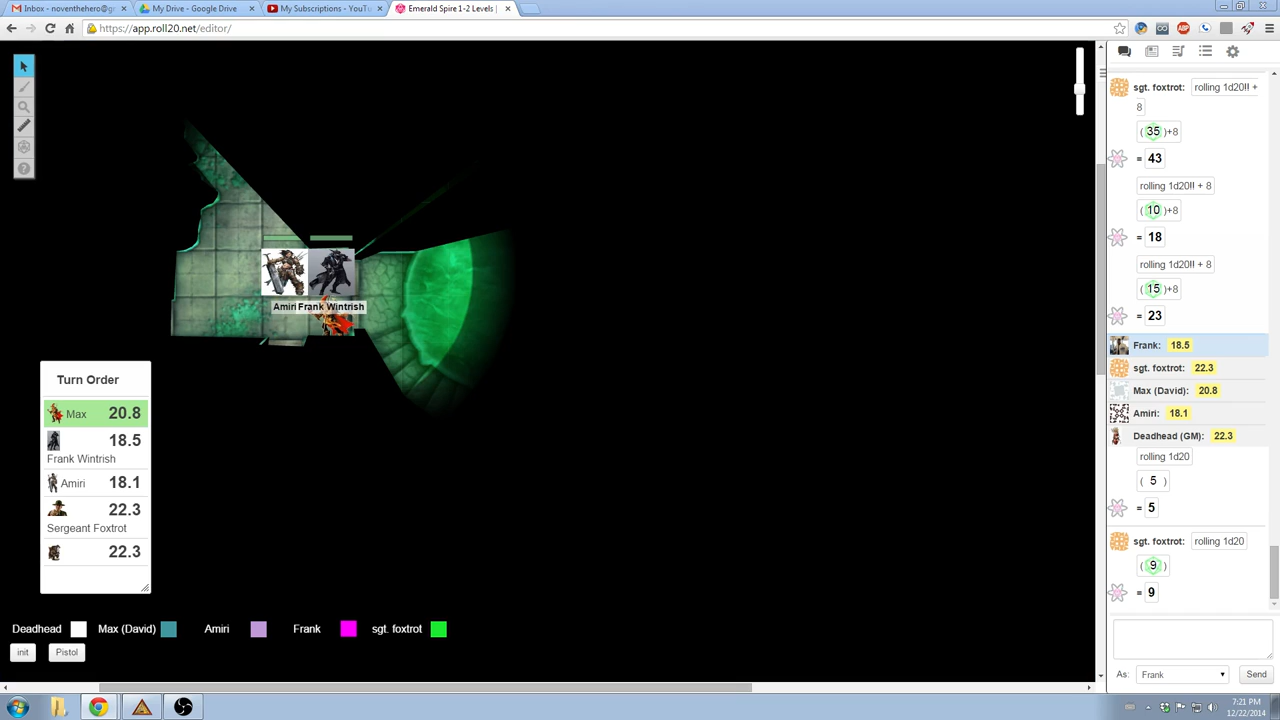 Inbox - noventhero@g
My Drive - Google Drive
My Subscriptions - YouTu
Emerald Spire 1-2 Levels |
https://app.roll20.net/editor/
sgt. foxtrot: rolling 1d20!! +
8
( 35 )+8
= 43
rolling 1d20!! + 8
( 10 )+8
= 18
rolling 1d20!! + 8
( 15 )+8
= 23
Amiri Frank Wintrish
Frank: 18.5
sgt. foxtrot: 22.3
Max (David): 20.8
Amiri: 18.1
Deadhead (GM): 22.3
rolling 1d20
( 5 )
= 5
sgt. foxtrot: rolling 1d20
( 9 )
= 9
Turn Order
Max 20.8
18.5
Frank Wintrish
Amiri 18.1
22.3
Sergeant Foxtrot
22.3
Deadhead Max (David) Amiri Frank sgt. foxtrot
init Pistol
As: Frank Send
7:21 PM
12/22/2014